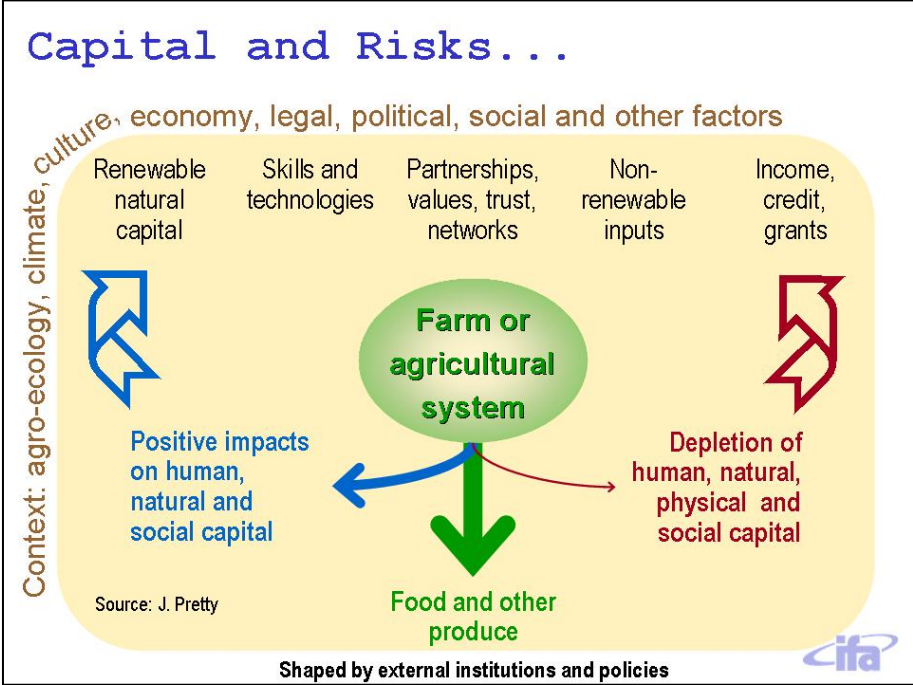 Capital and Risks...
Context: agro-ecology, climate, culture, economy, legal, political, social and other factors
Renewable
natural
capital
Skills and
technologies
Partnerships,
values, trust,
networks
Non-
renewable
inputs
Income,
credit,
grants
Farm or
agricultural
system
Positive impacts
on human,
natural and
social capital
Depletion of
human, natural,
physical and
social capital
Food and other
produce
Source: J. Pretty
Shaped by external institutions and policies
ifa